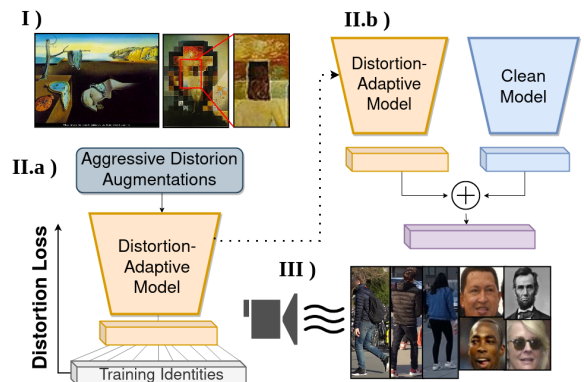 I )
II.b )
Distortion-
Adaptive
Model
Clean
Model
II.a )
Aggressive Distorion
Augmentations
Distortion Loss
Distortion-
Adaptive
Model
Training Identities
III )